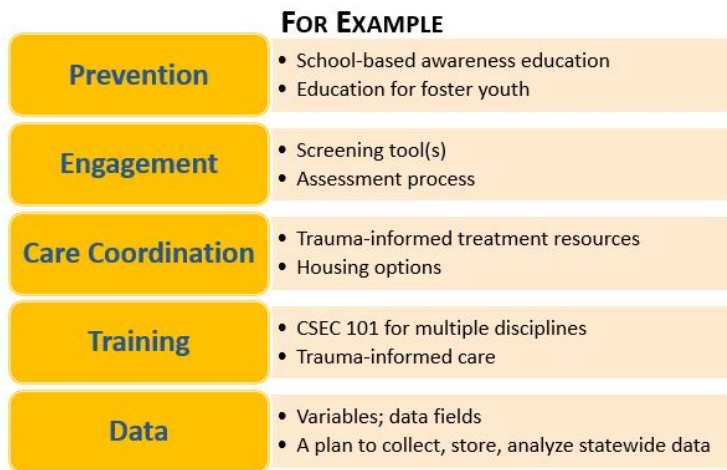 FOR EXAMPLE
Prevention
• School-based awareness education
• Education for foster youth
Engagement
• Screening tool(s)
• Assessment process
Care Coordination
• Trauma-informed treatment resources
• Housing options
Training
• CSEC 101 for multiple disciplines
• Trauma-informed care
Data
• Variables; data fields
• A plan to collect, store, analyze statewide data